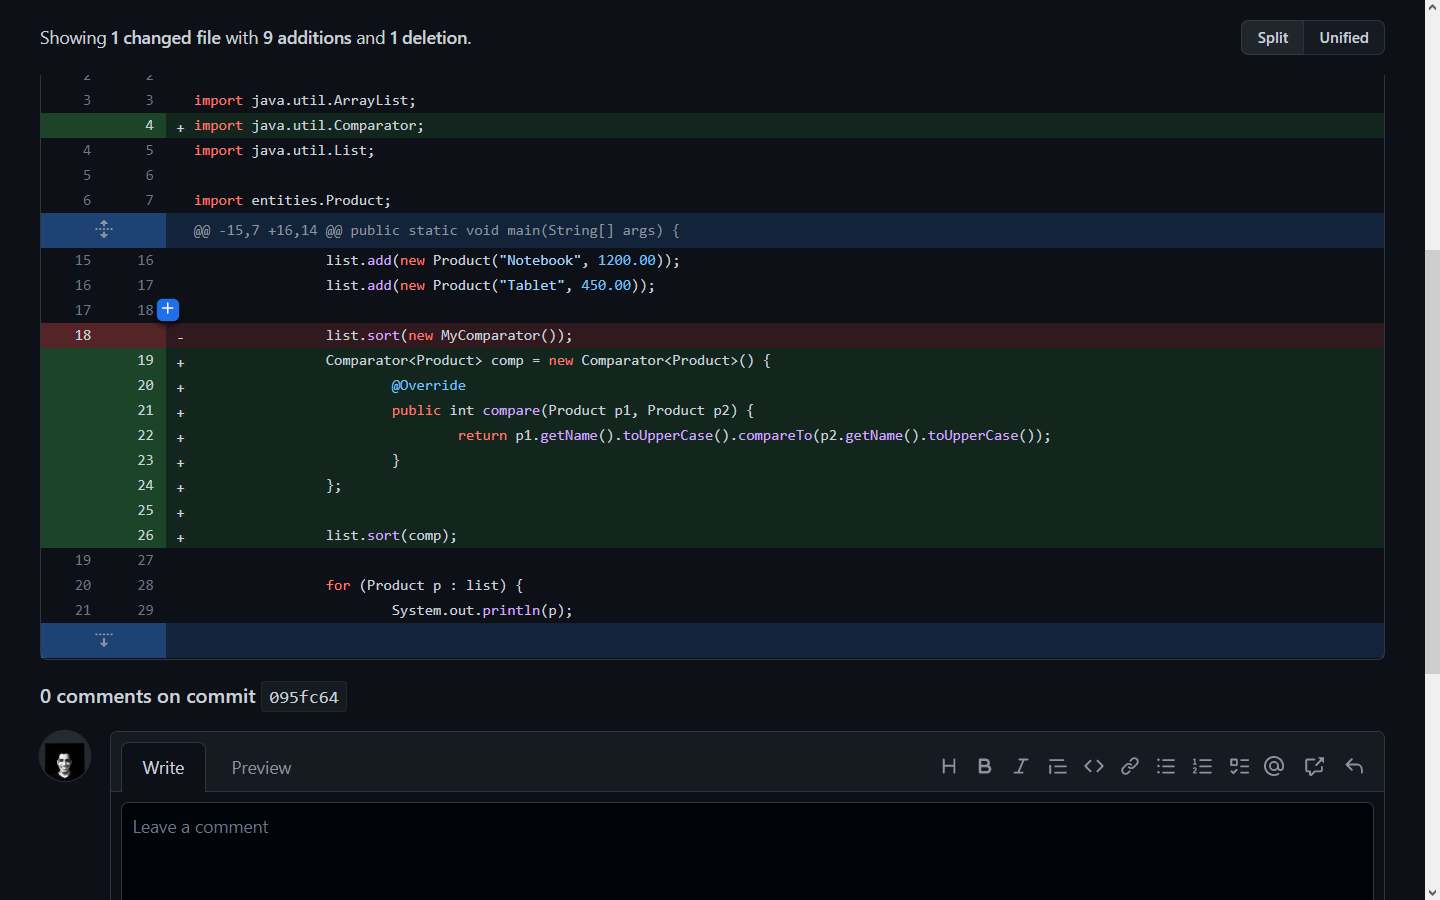 Showing 1 changed file with 9 additions and 1 deletion.
Split Unified
2 2
3 3 import java.util.ArrayList;
4 + import java.util.Comparator;
4 5 import java.util.List;
5 6
6 7 import entities.Product;
@@ -15,7 +16,14 @@ public static void main(String[] args) {
15 16 list.add(new Product("Notebook", 1200.00));
16 17 list.add(new Product("Tablet", 450.00));
17 18 +
18 - list.sort(new MyComparator());
19 + Comparator<Product> comp = new Comparator<Product>() {
20 + @Override
21 + public int compare(Product p1, Product p2) {
22 + return p1.getName().toUpperCase().compareTo(p2.getName().toUpperCase());
23 + }
24 + };
25 +
26 + list.sort(comp);
19 27
20 28 for (Product p : list) {
21 29 System.out.println(p);
0 comments on commit 095fc64
Write Preview
Leave a comment